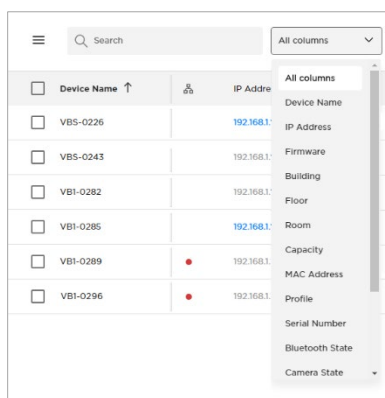 Search
All columns
Device Name
IP Addre
VBS-0226
192.168.1.
VBS-0243
192.168.1.
VB1-0282
192.168.1.
VB1-0285
192.168.1.
VB1-0289
192.168.1.
VB1-0296
192.168.1.
All columns
Device Name
IP Address
Firmware
Building
Floor
Room
Capacity
MAC Address
Profile
Serial Number
Bluetooth State
Camera State